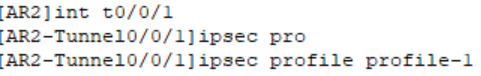 [AR2]int t0/0/1
[AR2-Tunnel0/0/1]ipsec pro
[AR2-Tunnel0/0/1]ipsec profile profile-1